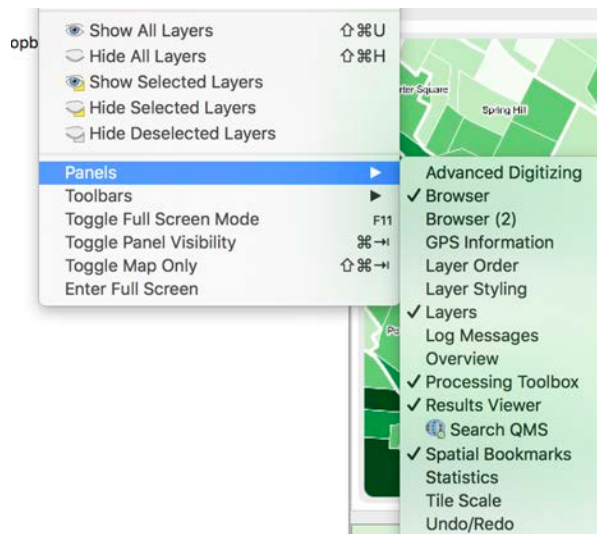 opb
Show All Layers ⇧⌘U
Hide All Layers ⇧⌘H
Show Selected Layers
Hide Selected Layers
Hide Deselected Layers
Panels ▶
Toolbars ▶
Toggle Full Screen Mode F11
Toggle Panel Visibility ⌘⇥
Toggle Map Only ⇧⌘⇥
Enter Full Screen
rter Square
Spring Hill
Po
Advanced Digitizing
✓ Browser
Browser (2)
GPS Information
Layer Order
Layer Styling
✓ Layers
Log Messages
Overview
✓ Processing Toolbox
✓ Results Viewer
Search QMS
✓ Spatial Bookmarks
Statistics
Tile Scale
Undo/Redo